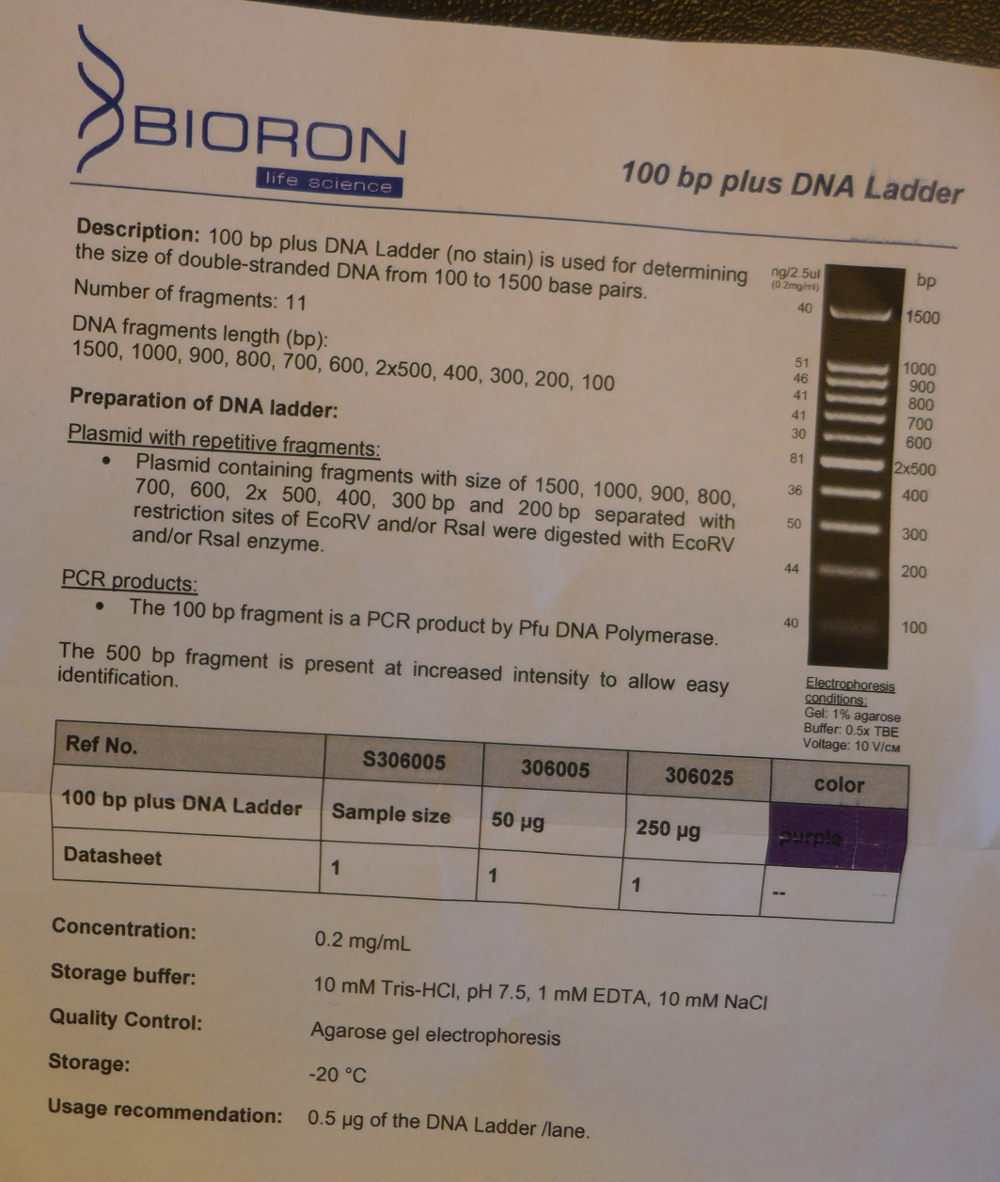 BIORON
life science
100 bp plus DNA Ladder
Description: 100 bp plus DNA Ladder (no stain) is used for determining
the size of double-stranded DNA from 100 to 1500 base pairs.
Number of fragments: 11
DNA fragments length (bp):
1500, 1000, 900, 800, 700, 600, 2x500, 400, 300, 200, 100
Preparation of DNA ladder:
Plasmid with repetitive fragments:
• Plasmid containing fragments with size of 1500, 1000, 900, 800,
700, 600, 2x 500, 400, 300 bp and 200 bp separated with
restriction sites of EcoRV and/or RsaI were digested with EcoRV
and/or RsaI enzyme.
PCR products:
• The 100 bp fragment is a PCR product by Pfu DNA Polymerase.
The 500 bp fragment is present at increased intensity to allow easy
identification.
ng/2.5ul bp
(0.2mg/ml)
40 1500
51 1000
46 900
41 800
41 700
30 600
81 2x500
36 400
50 300
44 200
40 100
Electrophoresis
conditions:
Gel: 1% agarose
Buffer: 0.5x TBE
Voltage: 10 V/см
Ref No. S306005 306005 306025 color
100 bp plus DNA Ladder Sample size 50 µg 250 µg purple
Datasheet 1 1 1 --
Concentration: 0.2 mg/mL
Storage buffer: 10 mM Tris-HCl, pH 7.5, 1 mM EDTA, 10 mM NaCl
Quality Control: Agarose gel electrophoresis
Storage: -20 °C
Usage recommendation: 0.5 µg of the DNA Ladder /lane.